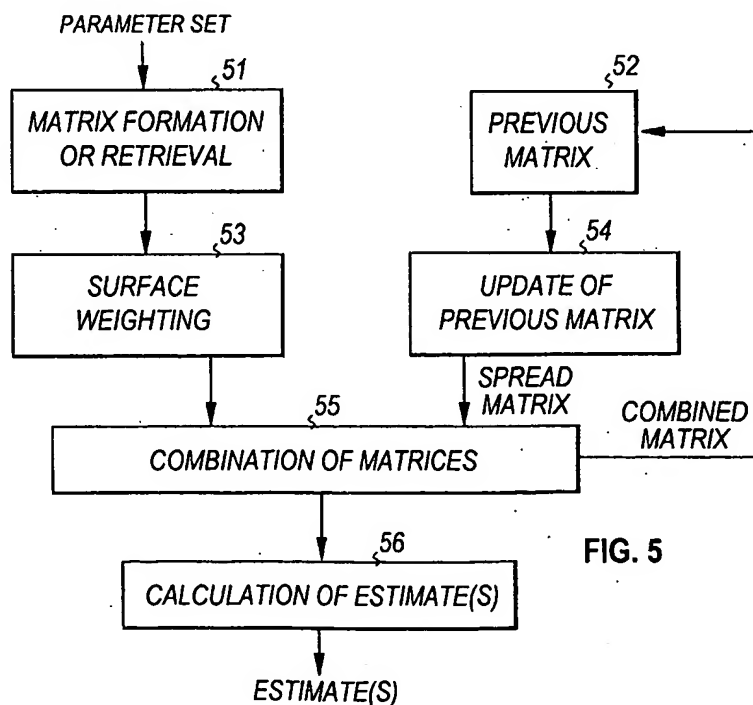 PARAMETER SET
51
MATRIX FORMATION
OR RETRIEVAL
52
PREVIOUS
MATRIX
53
SURFACE
WEIGHTING
54
UPDATE OF
PREVIOUS MATRIX
SPREAD
MATRIX
COMBINED
MATRIX
55
COMBINATION OF MATRICES
56
CALCULATION OF ESTIMATE(S)
FIG. 5
ESTIMATE(S)